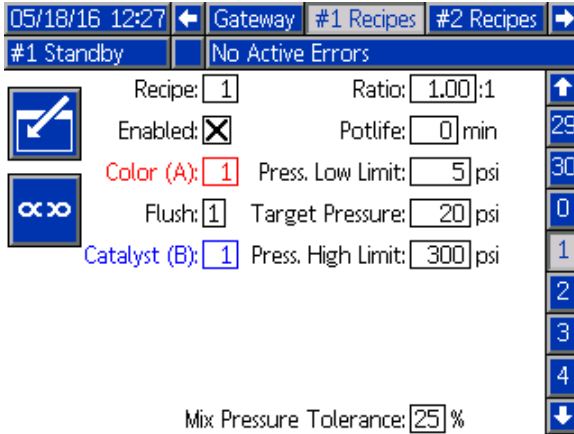 05/18/16 12:27 Gateway #1 Recipes #2 Recipes
#1 Standby No Active Errors
Recipe: 1 Ratio: 1.00 :1
Enabled: Potlife: 0 min
Color (A): 1 Press. Low Limit: 5 psi
Flush: 1 Target Pressure: 20 psi
Catalyst (B): 1 Press. High Limit: 300 psi
Mix Pressure Tolerance: 25 %
29
30
0
1
2
3
4